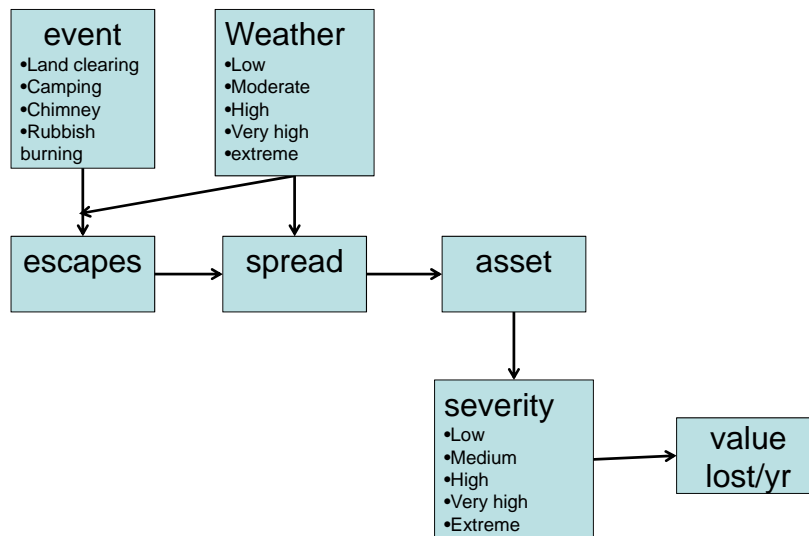 event
•Land clearing
•Camping
•Chimney
•Rubbish
burning
Weather
•Low
•Moderate
•High
•Very high
•extreme
escapes
spread
asset
severity
•Low
•Medium
•High
•Very high
•Extreme
value
lost/yr